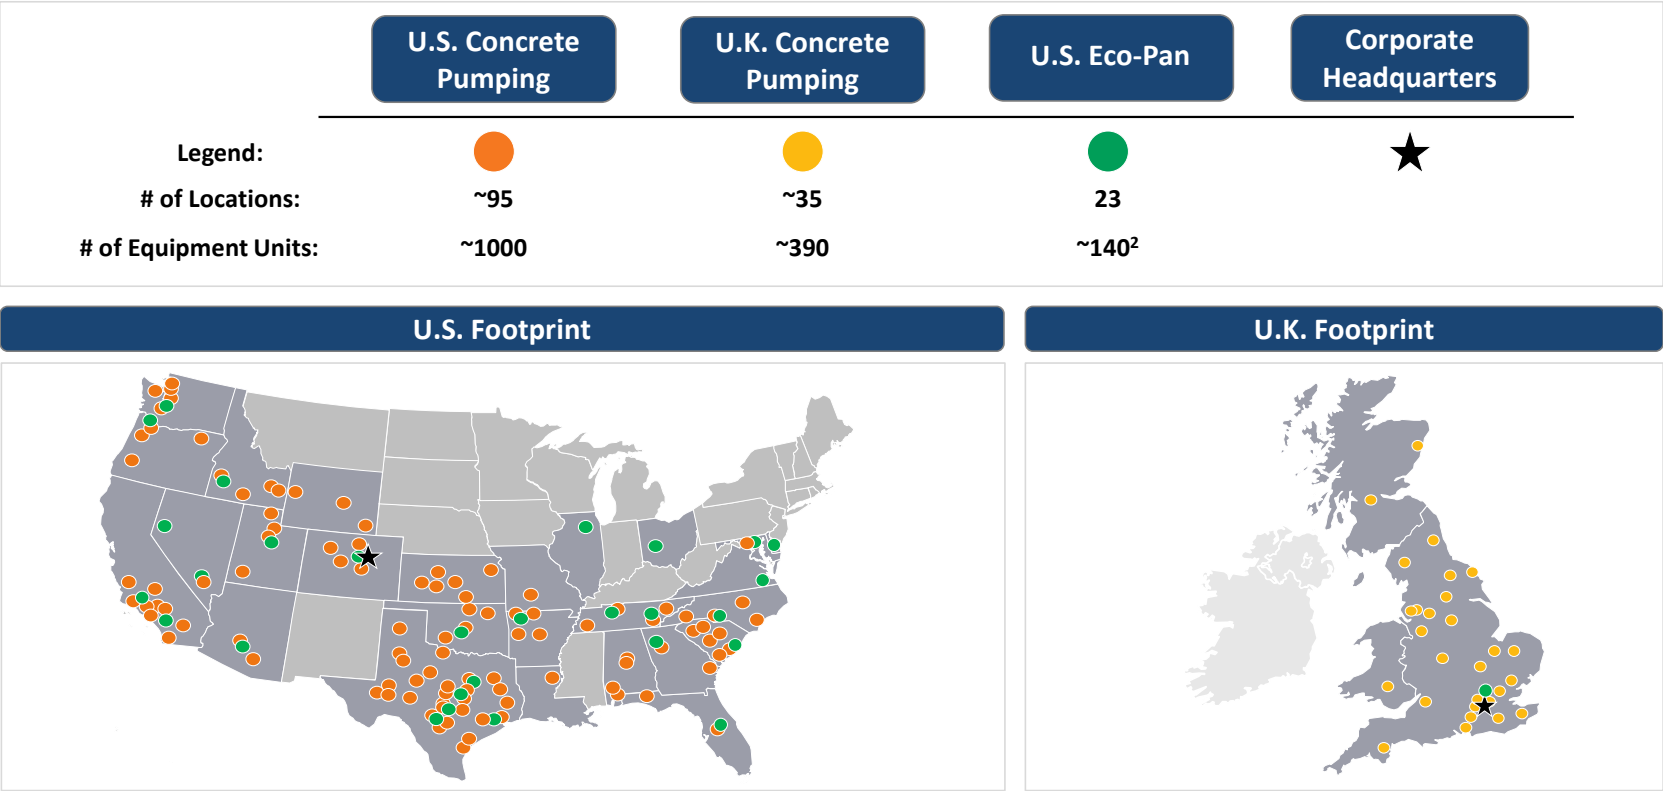 U.S. Concrete
Pumping
U.K. Concrete
Pumping
U.S. Eco-Pan
Corporate
Headquarters
Legend:
# of Locations: ~95 ~35 23
# of Equipment Units: ~1000 ~390 ~140²
U.S. Footprint
U.K. Footprint